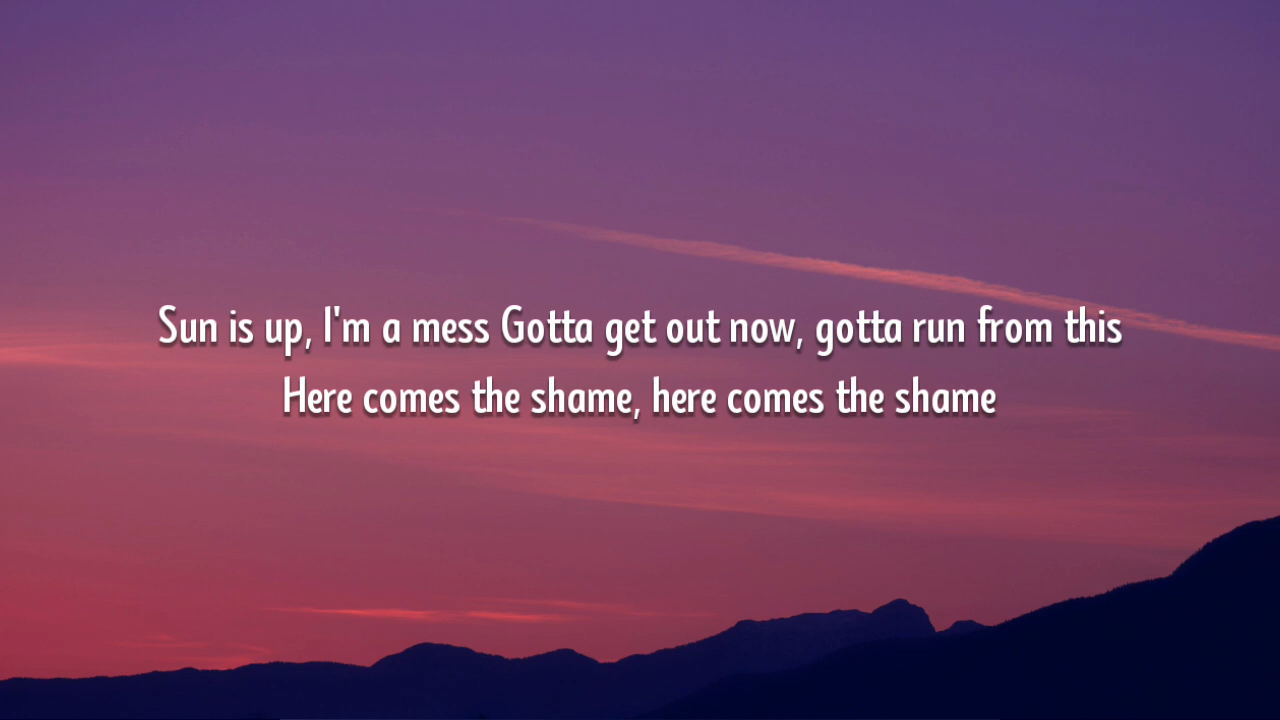 Sun is up, I'm a mess Gotta get out now, gotta run from this
Here comes the shame, here comes the shame